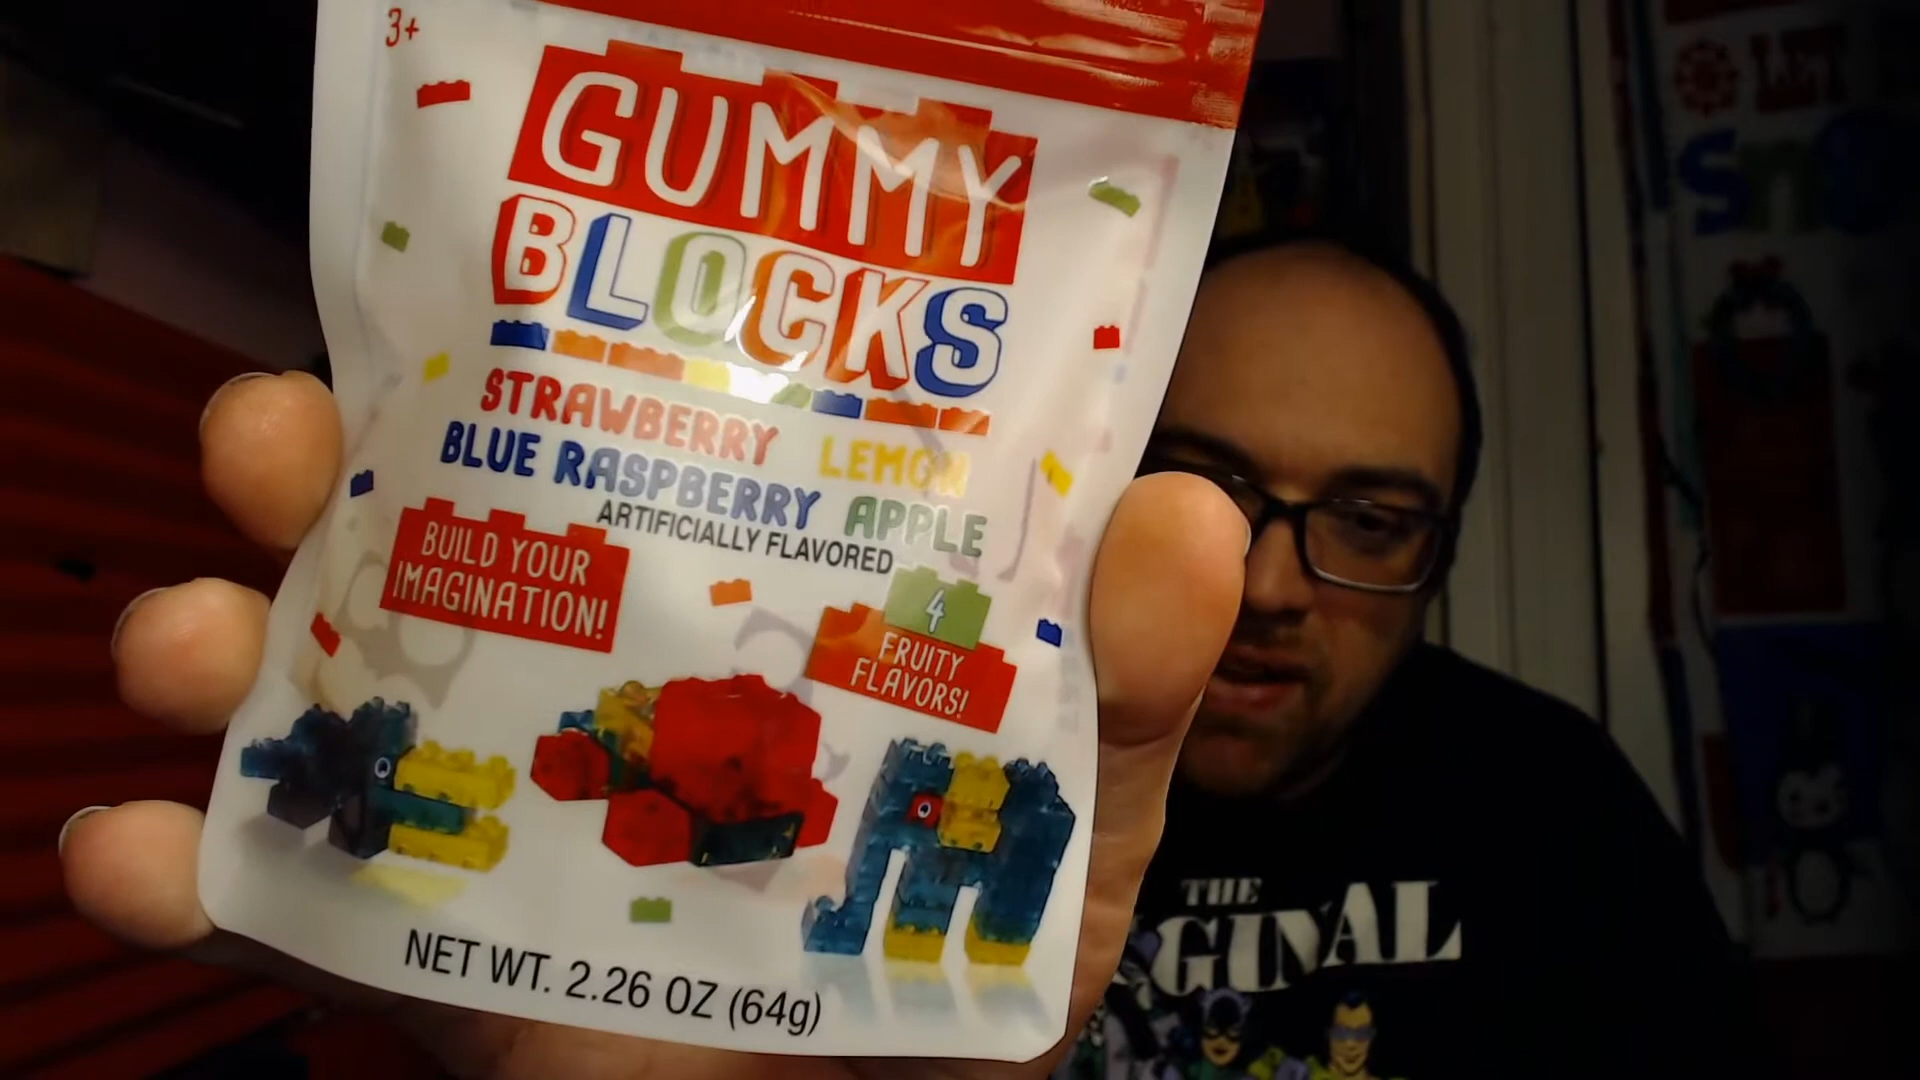 3+
GUMMY
BLOCKS
STRAWBERRY LEMON
BLUE RASPBERRY APPLE
ARTIFICIALLY FLAVORED
BUILD YOUR
IMAGINATION!
4
FRUITY
FLAVORS!
NET WT. 2.26 OZ (64g)
THE
LET